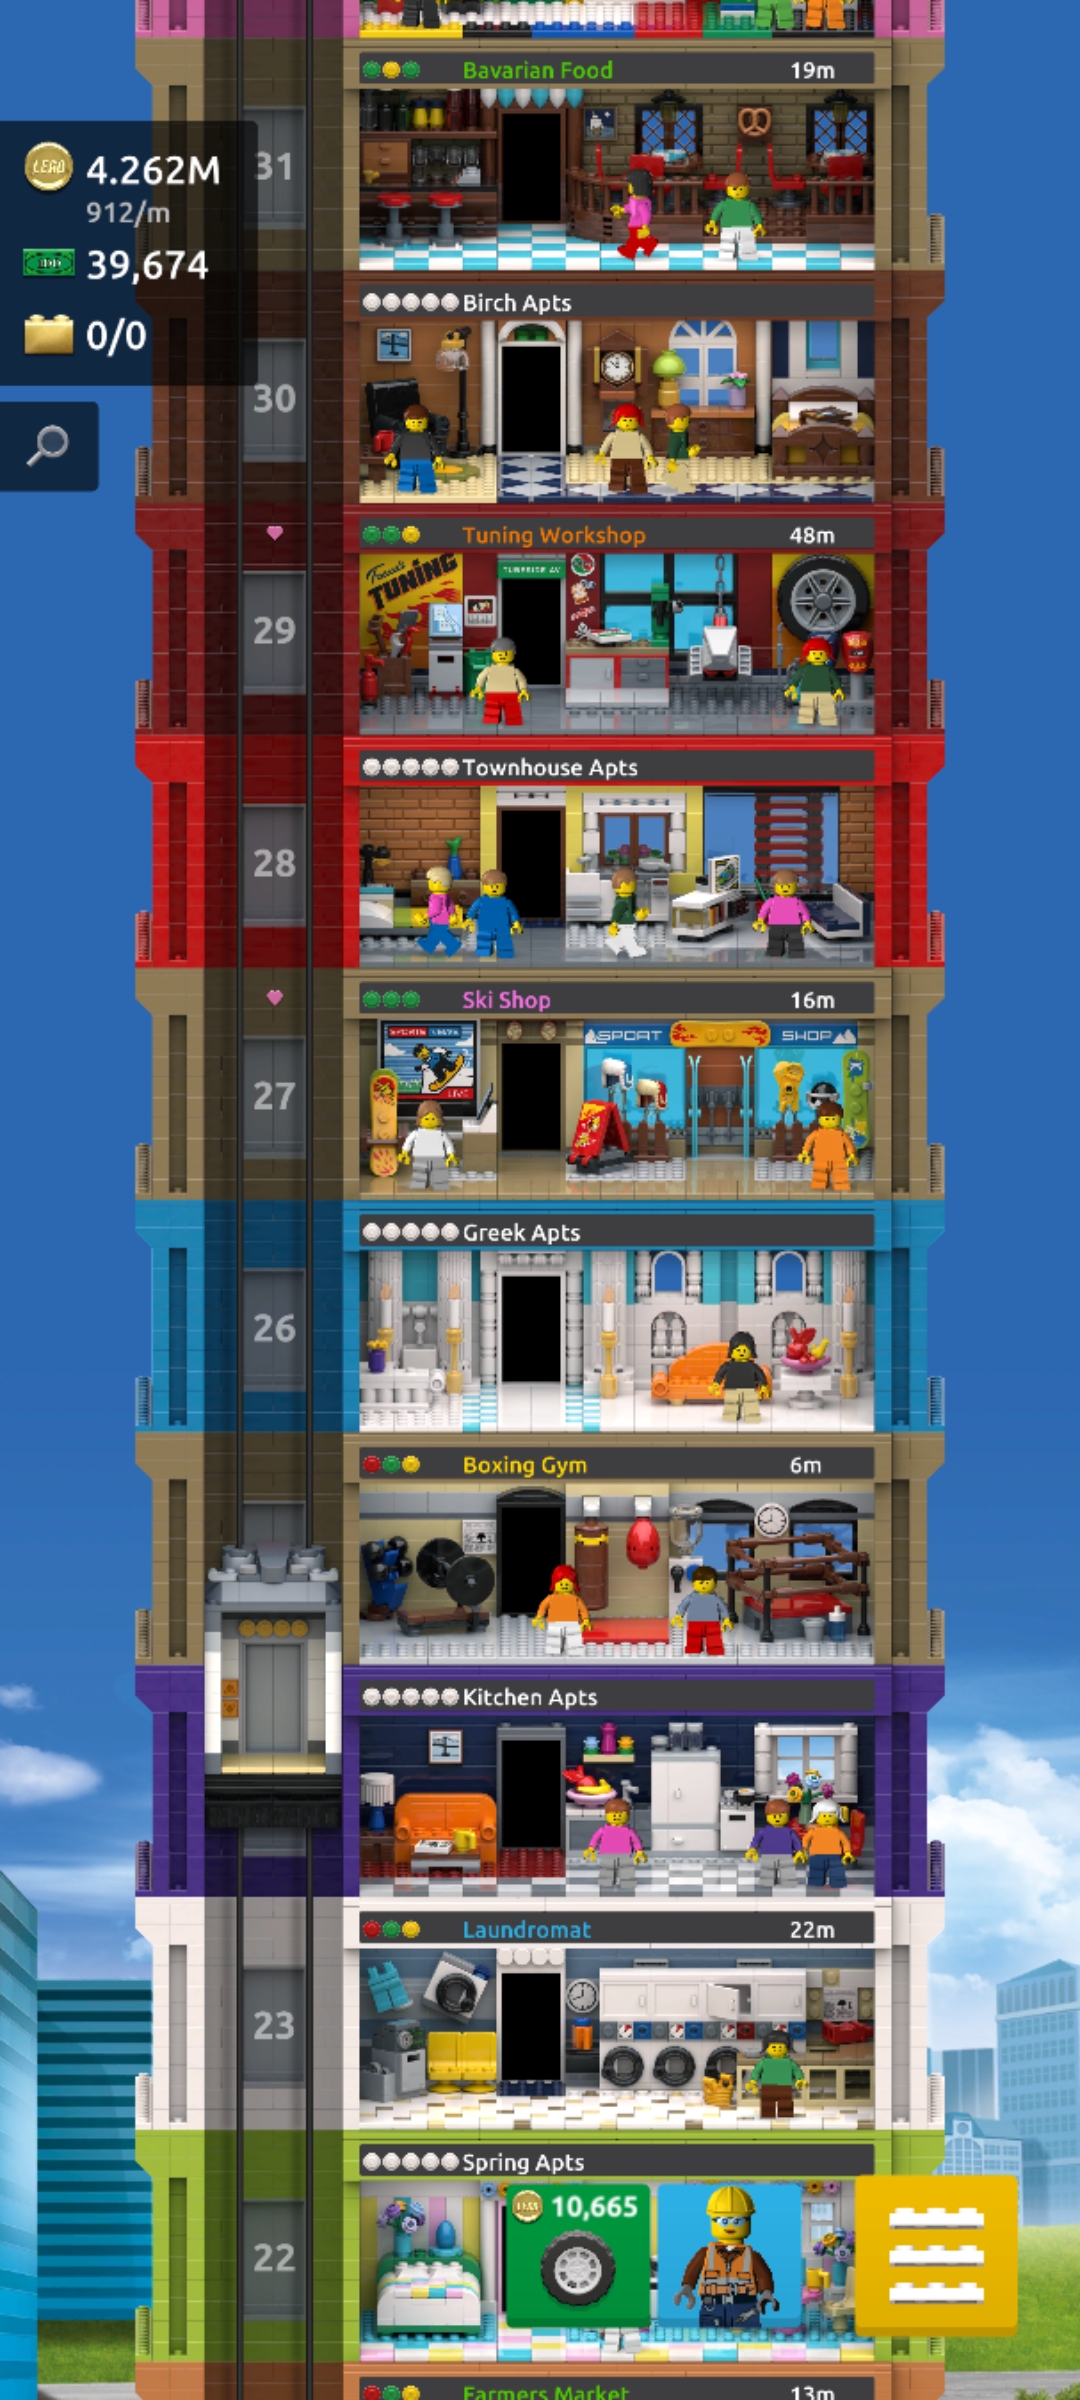 Bavarian Food 19m
31
LEGO 4.262M
912/m
39,674
0/0
Birch Apts
30
Tuning Workshop 48m
29
TUNING
Townhouse Apts
28
Ski Shop 16m
27
SPORT SHOP
LIVE
Greek Apts
26
Boxing Gym 6m
Kitchen Apts
Laundromat 22m
23
Spring Apts
22
10,665
Farmers Market 13m